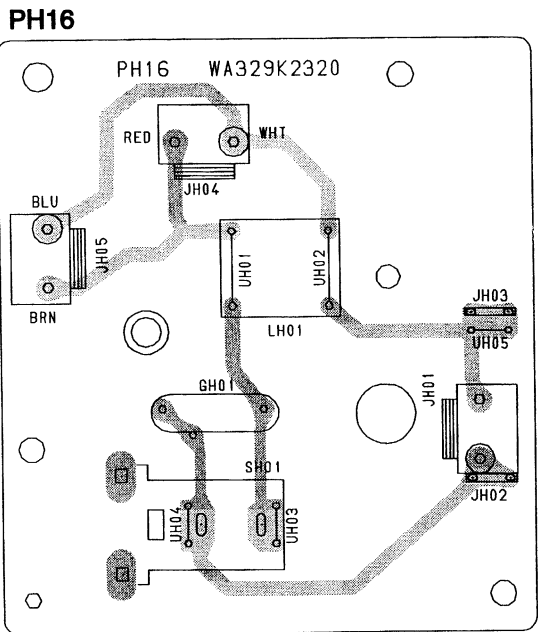 PH16
PH16 WA329K2320
RED WHT
JH04
BLU
JH05
BRN
UH01 UH02
LH01
JH03
UH05
GH01
JH01
SH01
UH04 UH03
JH02